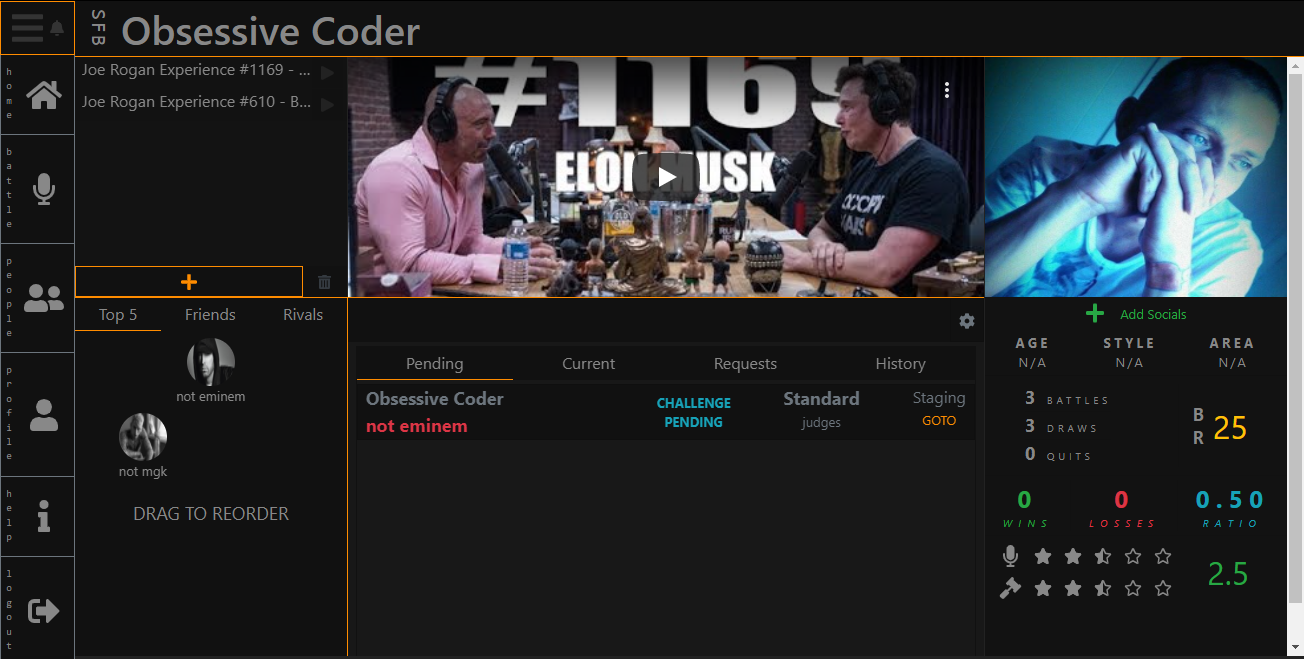 SFB
Obsessive Coder
home
battle
people
profile
help
logout
Joe Rogan Experience #1169 - ...
Joe Rogan Experience #610 - B...
#1169
ELON MUSK
OCCUPY
MARS
Top 5
Friends
Rivals
not eminem
not mgk
DRAG TO REORDER
Pending
Current
Requests
History
Obsessive Coder
not eminem
CHALLENGE
PENDING
Standard
judges
Staging
GOTO
Add Socials
AGE
STYLE
AREA
N/A
N/A
N/A
3 BATTLES
3 DRAWS
0 QUITS
BR
25
0
0
0.50
WINS
LOSSES
RATIO
2.5